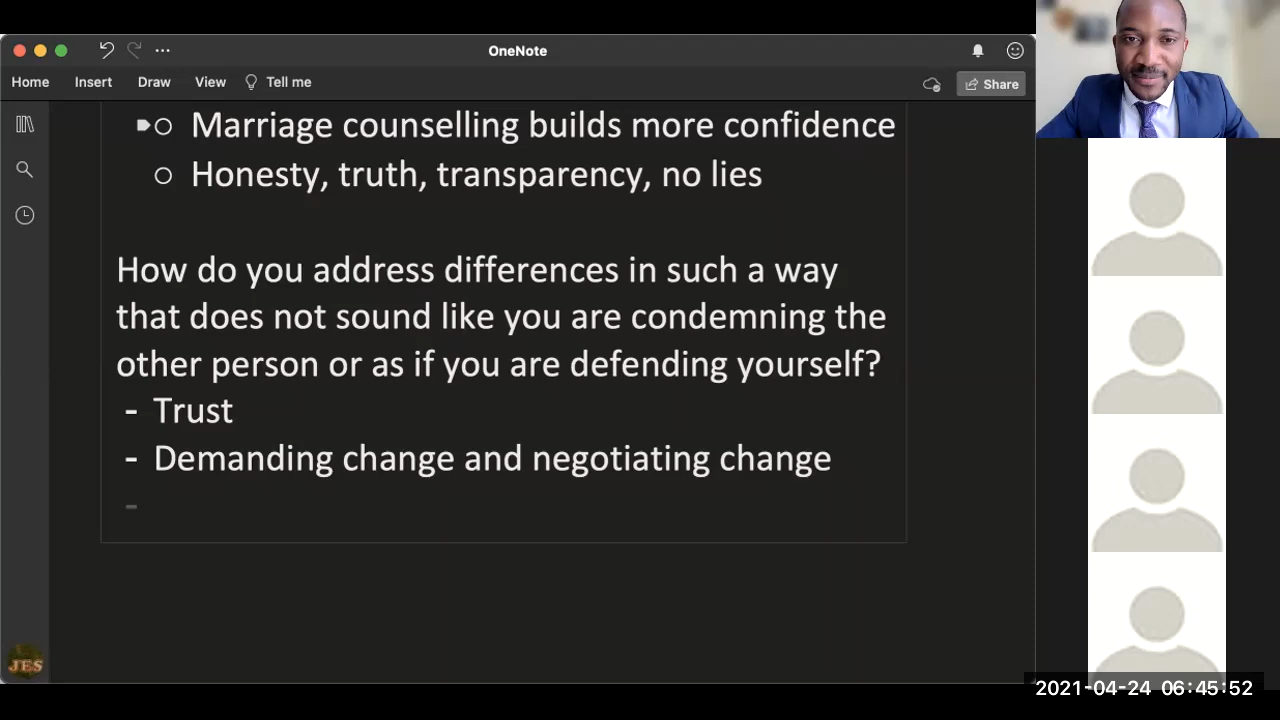 OneNote
Home Insert Draw View Tell me
Share
Marriage counselling builds more confidence
Honesty, truth, transparency, no lies
How do you address differences in such a way
that does not sound like you are condemning the
other person or as if you are defending yourself?
- Trust
- Demanding change and negotiating change
-
JES
2021-04-24 06:45:52